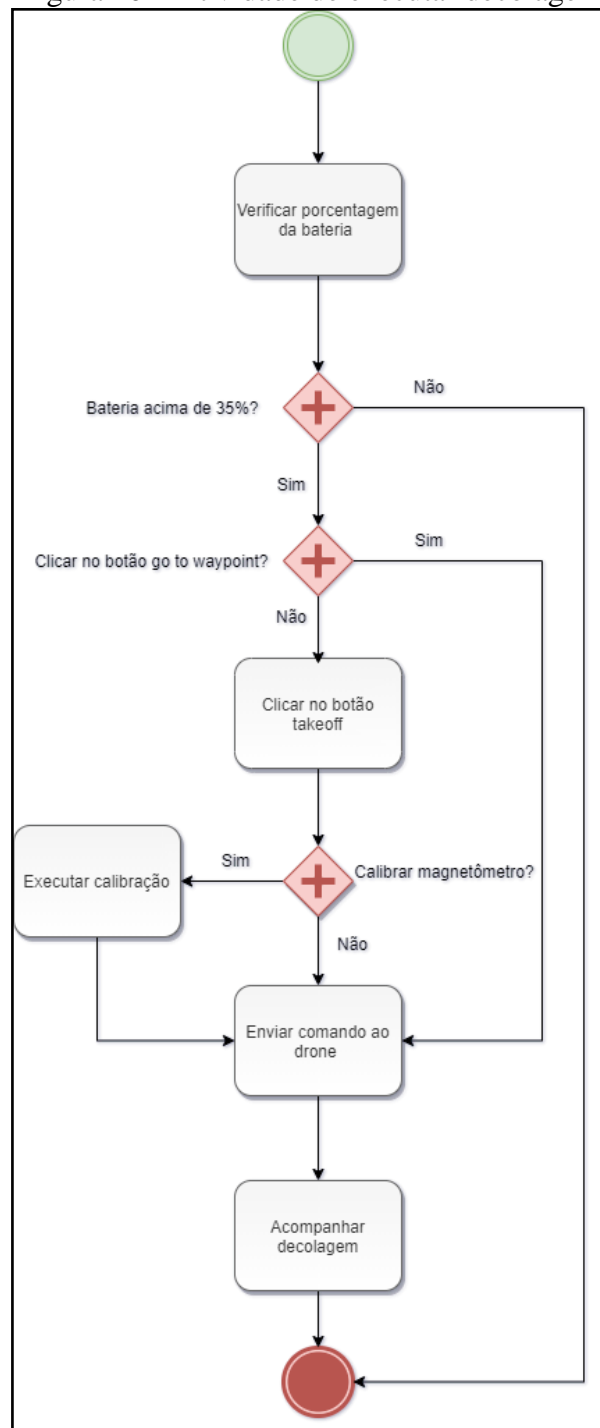 Verificar porcentagem
da bateria
Bateria acima de 35%?
Não
Sim
Clicar no botão go to waypoint?
Sim
Não
Clicar no botão
takeoff
Calibrar magnetômetro?
Sim
Executar calibração
Não
Enviar comando ao
drone
Acompanhar
decolagem